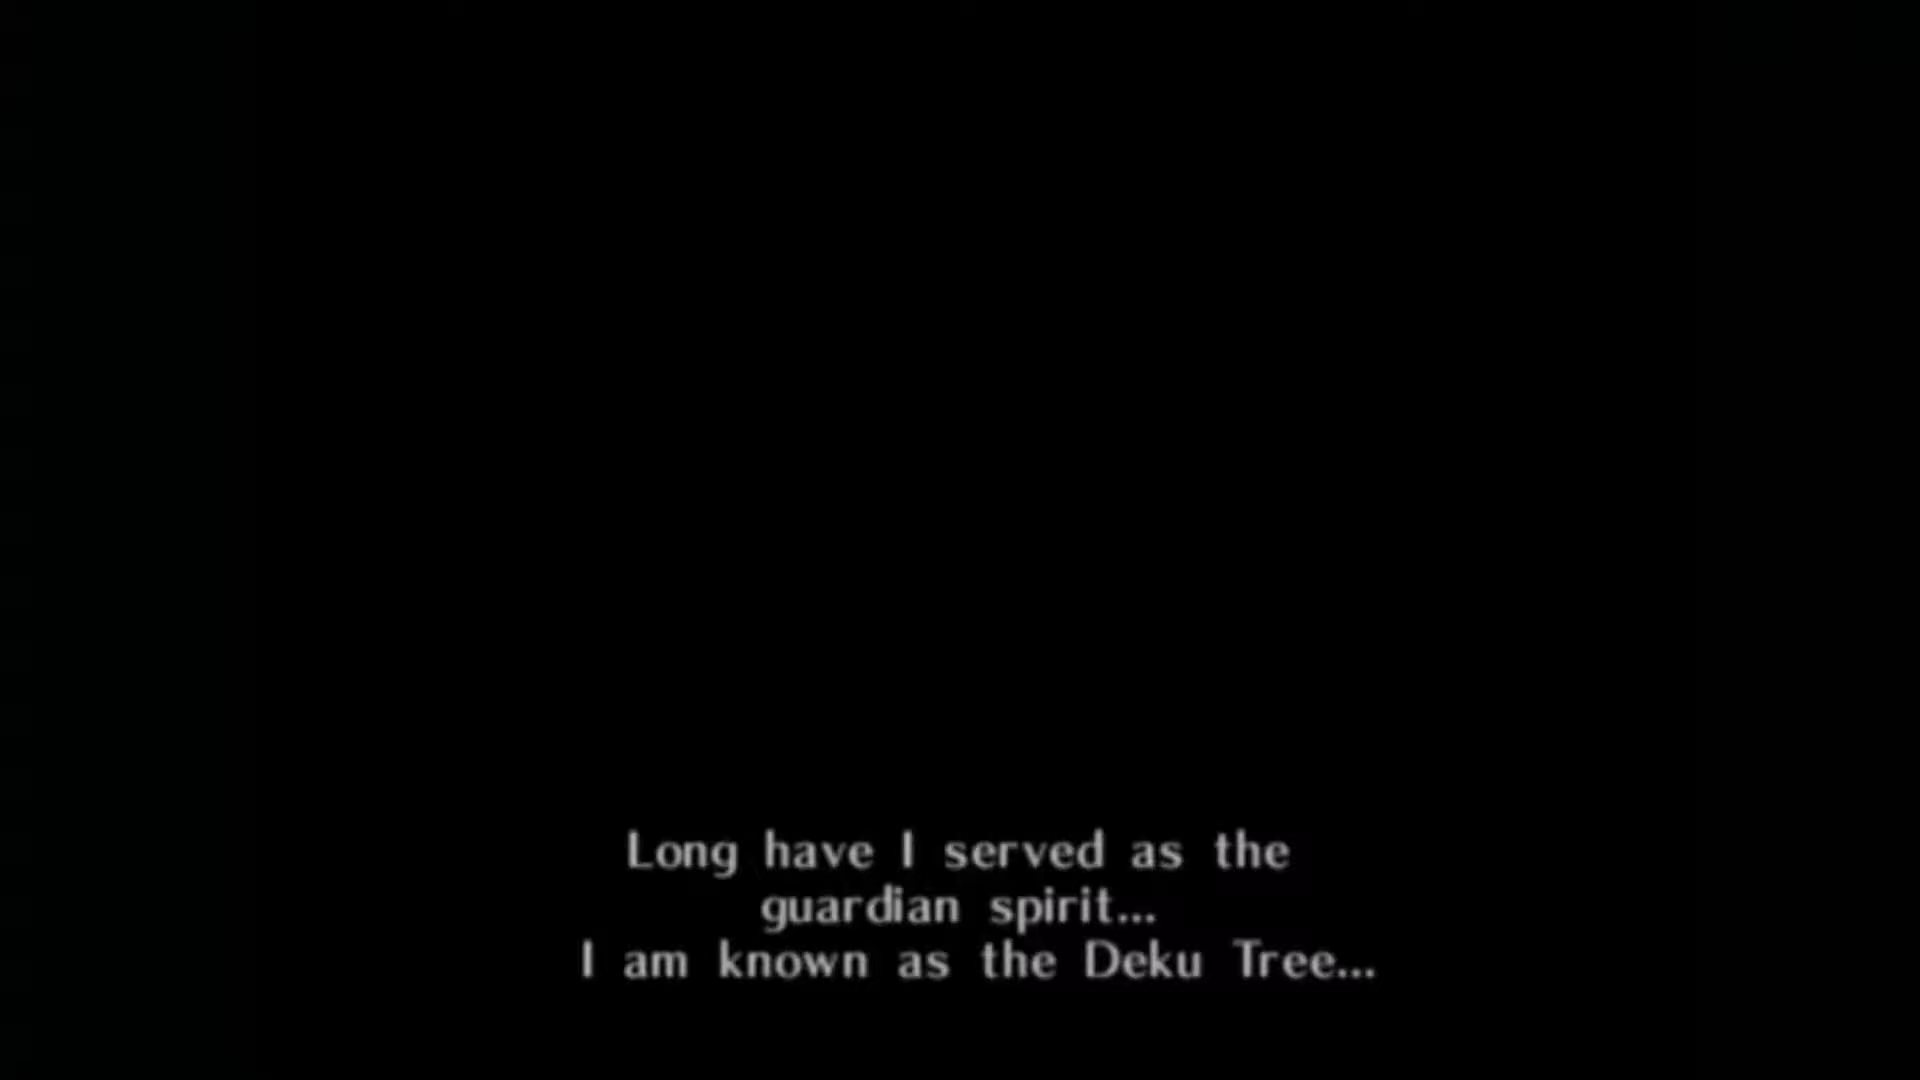 Long have I served as the
guardian spirit...
I am known as the Deku Tree...